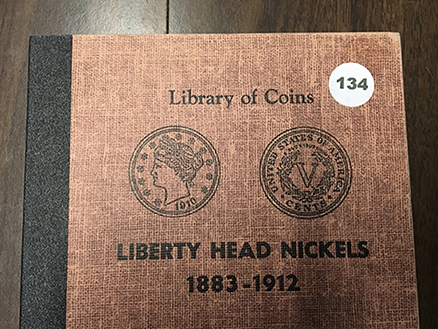 134
Library of Coins
1910
UNITED STATES OF AMERICA
V
CENTS
LIBERTY HEAD NICKELS
1883-1912